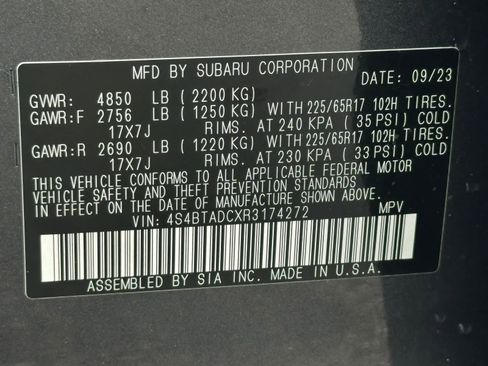 MFD BY SUBARU CORPORATION
DATE: 09/23
GVWR: 4850 LB ( 2200 KG)
GAWR:F 2756 LB ( 1250 KG) WITH 225/65R17 102H TIRES.
17X7J RIMS. AT 240 KPA ( 35 PSI) COLD
GAWR:R 2690 LB ( 1220 KG) WITH 225/65R17 102H TIRES.
17X7J RIMS. AT 230 KPA ( 33 PSI) COLD
THIS VEHICLE CONFORMS TO ALL APPLICABLE FEDERAL MOTOR
VEHICLE SAFETY AND THEFT PREVENTION STANDARDS
IN EFFECT ON THE DATE OF MANUFACTURE SHOWN ABOVE.
VIN: 4S4BTADCXR3174272 MPV
ASSEMBLED BY SIA INC. MADE IN U.S.A.